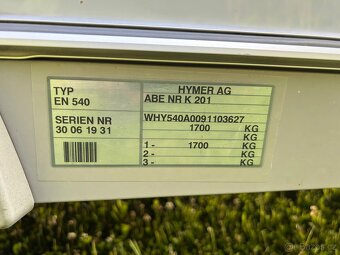 TYP
EN 540
HYMER AG
ABE NR K 201
SERIEN NR
30 06 19 31
WHY540A0091103627
1700 KG
KG
1 - 1700 KG
2 - KG
3 - KG